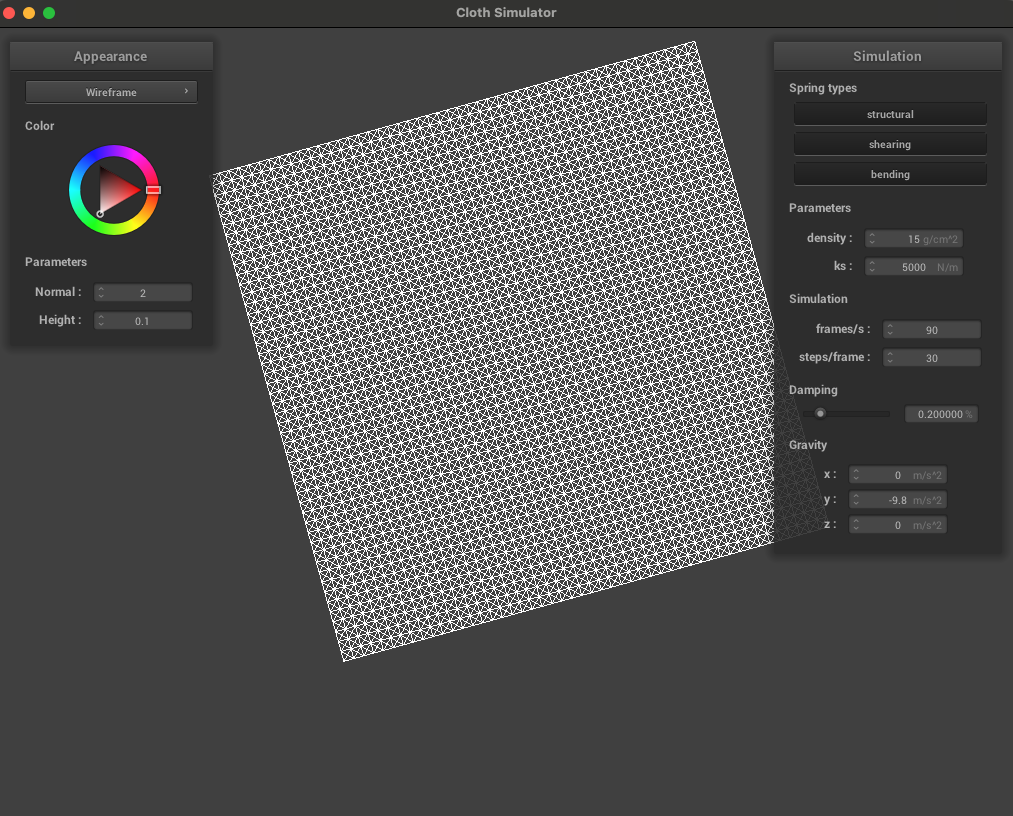 Cloth Simulator
Appearance
Wireframe
Color
Parameters
Normal : 2
Height : 0.1
Simulation
Spring types
structural
shearing
bending
Parameters
density : 15 g/cm^2
ks : 5000 N/m
Simulation
frames/s : 90
steps/frame : 30
Damping
0.200000 %
Gravity
x : 0 m/s^2
y : -9.8 m/s^2
z : 0 m/s^2